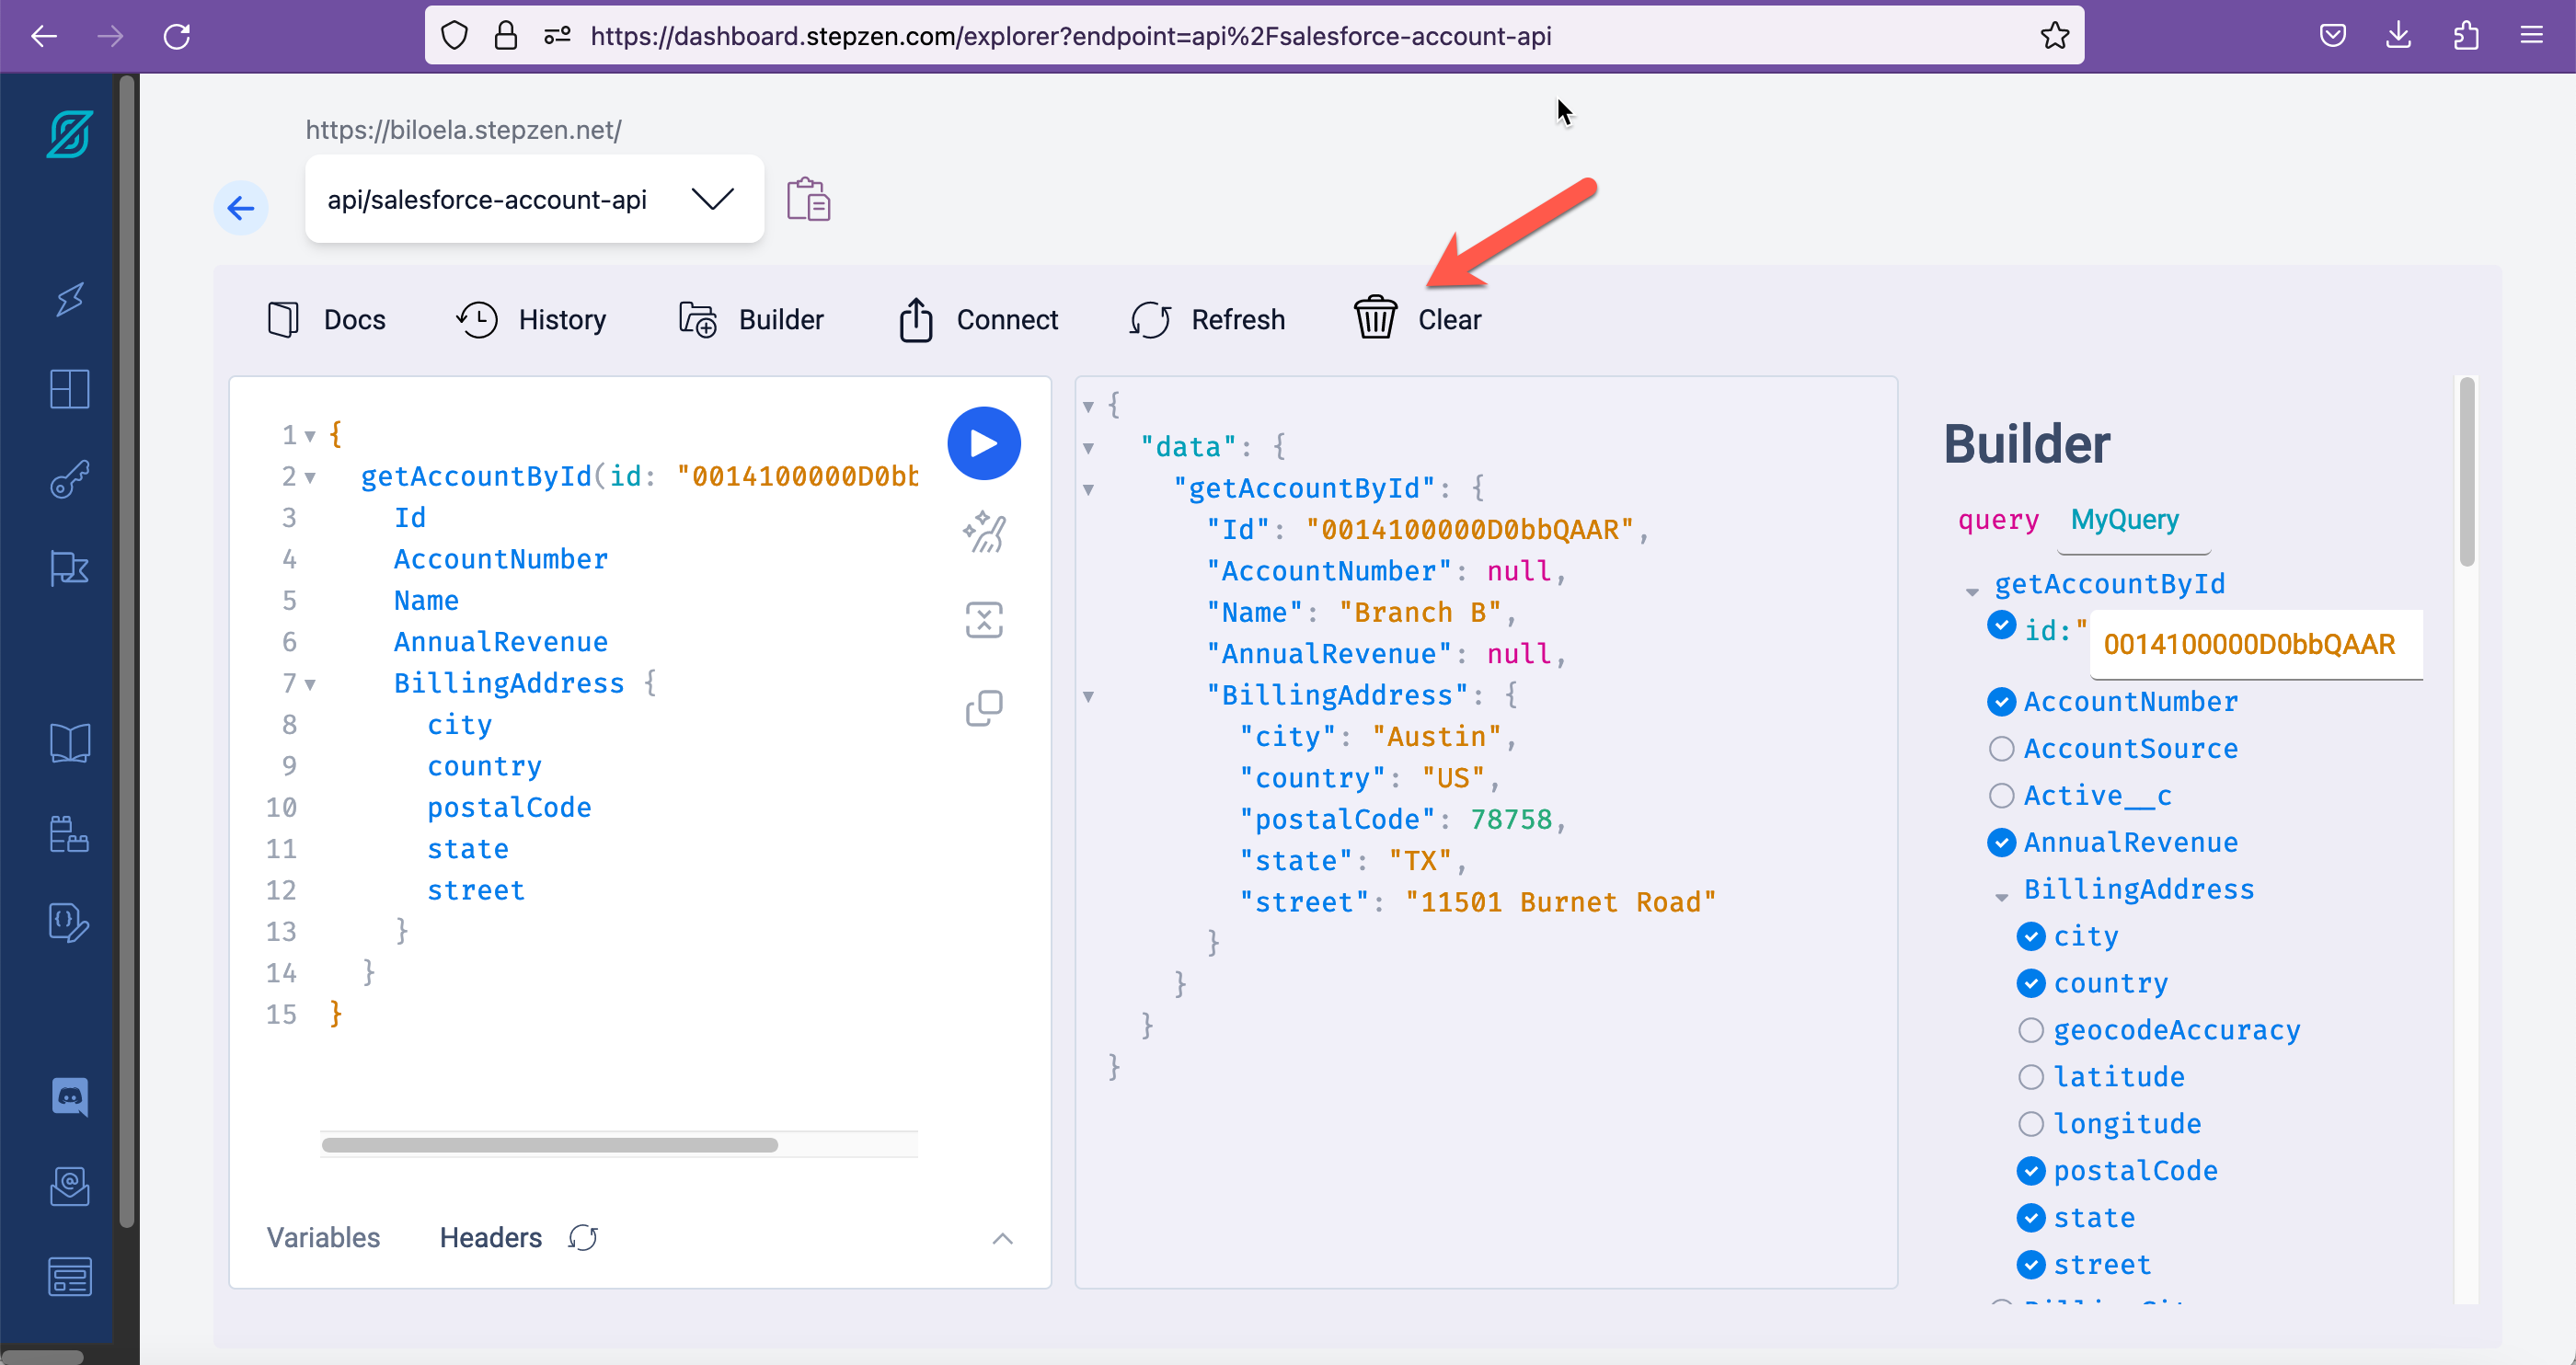 https://dashboard.stepzen.com/explorer?endpoint=api%2Fsalesforce-account-api
https://biloela.stepzen.net/
api/salesforce-account-api
Docs History Builder Connect Refresh Clear
1 {
2 getAccountById(id: "0014100000D0bb
3 Id
4 AccountNumber
5 Name
6 AnnualRevenue
7 BillingAddress {
8 city
9 country
10 postalCode
11 state
12 street
13 }
14 }
15 }
Variables Headers
{
"data": {
"getAccountById": {
"Id": "0014100000D0bbQAAR",
"AccountNumber": null,
"Name": "Branch B",
"AnnualRevenue": null,
"BillingAddress": {
"city": "Austin",
"country": "US",
"postalCode": 78758,
"state": "TX",
"street": "11501 Burnet Road"
}
}
}
}
Builder
query MyQuery
getAccountById
id:" 0014100000D0bbQAAR
AccountNumber
AccountSource
Active__c
AnnualRevenue
BillingAddress
city
country
geocodeAccuracy
latitude
longitude
postalCode
state
street